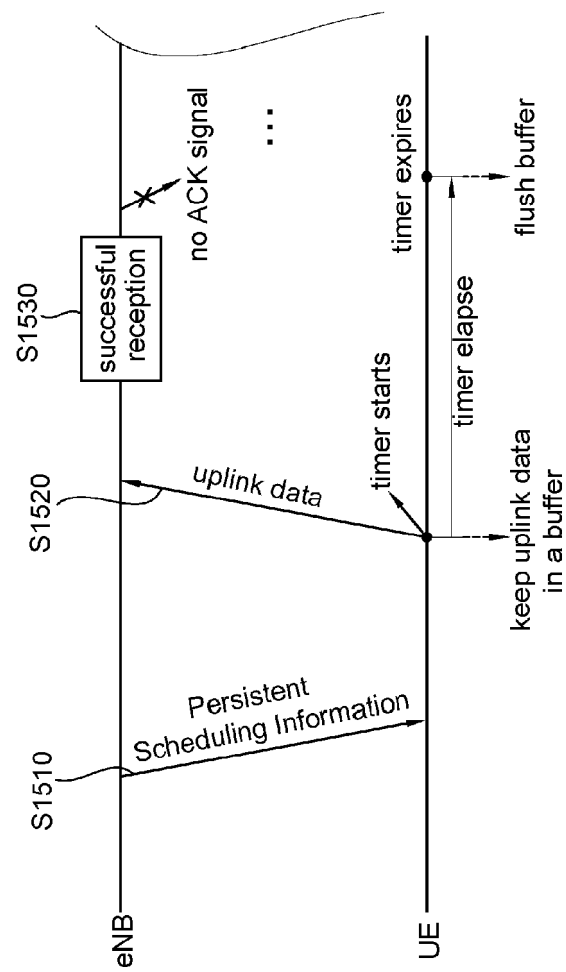 eNB
UE
S1510
Persistent
Scheduling Information
S1520
uplink data
timer starts
keep uplink data
in a buffer
S1530
successful
reception
no ACK signal
...
timer elapse
timer expires
flush buffer